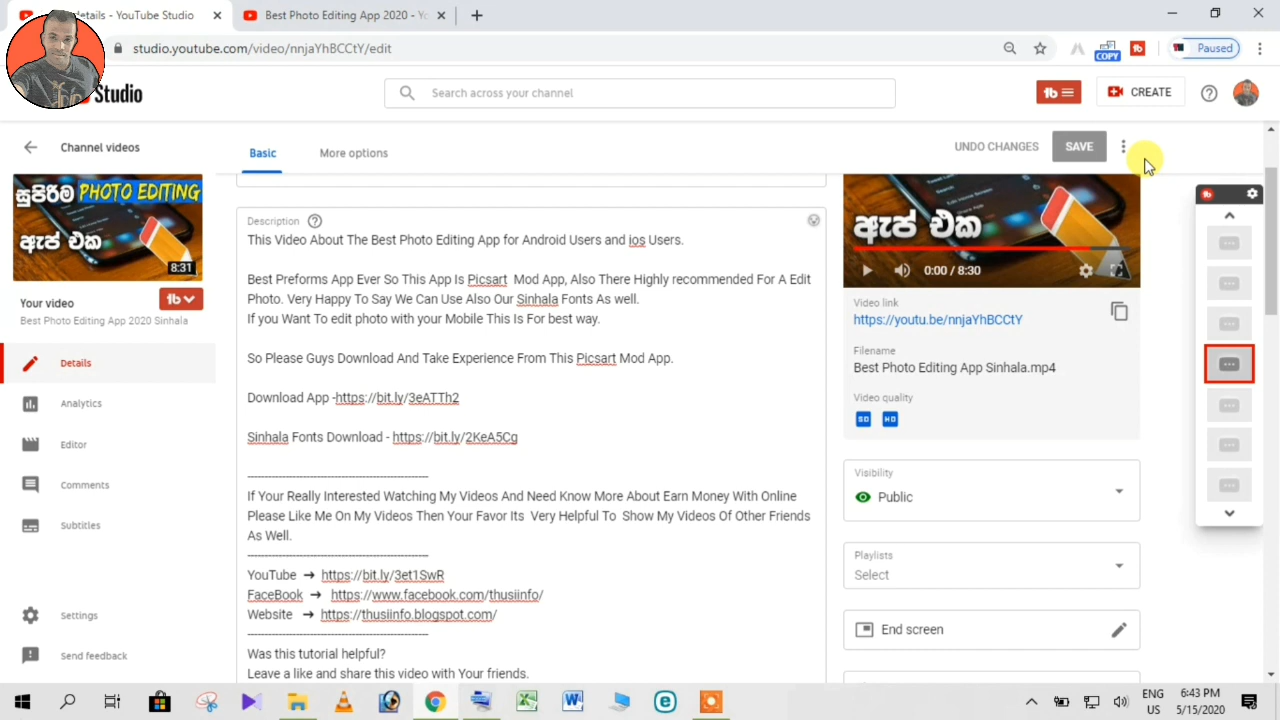 details - YouTube Studio
Best Photo Editing App 2020 - Yo
studio.youtube.com/video/nnjaYhBCCtY/edit
COPY
Paused
Studio
Search across your channel
CREATE
Channel videos
Basic
More options
UNDO CHANGES
SAVE
සුපිරිම PHOTO EDITING
ඇප් එක
8:31
Your video
Best Photo Editing App 2020 Sinhala
Details
Analytics
Editor
Comments
Subtitles
Settings
Send feedback
Description
This Video About The Best Photo Editing App for Android Users and ios Users.
Best Preforms App Ever So This App Is Picsart Mod App, Also There Highly recommended For A Edit
Photo. Very Happy To Say We Can Use Also Our Sinhala Fonts As well.
If you Want To edit photo with your Mobile This Is For best way.
So Please Guys Download And Take Experience From This Picsart Mod App.
Download App -https://bit.ly/3eATTh2
Sinhala Fonts Download - https://bit.ly/2KeA5Cg
----------------------------------------------------
If Your Really Interested Watching My Videos And Need Know More About Earn Money With Online
Please Like Me On My Videos Then Your Favor Its Very Helpful To Show My Videos Of Other Friends
As Well.
----------------------------------------------------
YouTube ➞ https://bit.ly/3et1SwR
FaceBook ➞ https://www.facebook.com/thusiinfo/
Website ➞ https://thusiinfo.blogspot.com/
----------------------------------------------------
Was this tutorial helpful?
Leave a like and share this video with Your friends.
ඇප් එක
0:00 / 8:30
Video link
https://youtu.be/nnjaYhBCCtY
Filename
Best Photo Editing App Sinhala.mp4
Video quality
SD HD
Visibility
Public
Playlists
Select
End screen
ENG
US
6:43 PM
5/15/2020